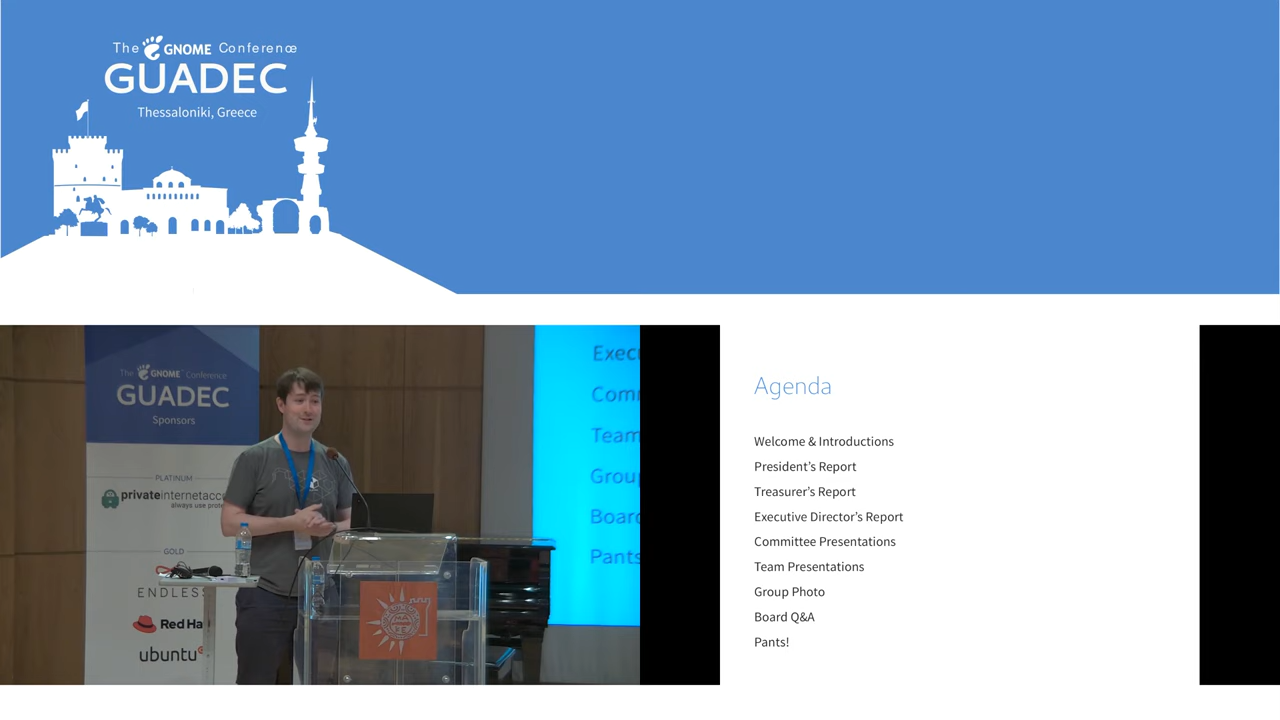 The GNOME Conference
GUADEC
Thessaloniki, Greece
The GNOME Conference
GUADEC
Sponsors
PLATINUM
privateinternetacc
always use prote
GOLD
ENDLESS
Red Ha
ubuntu
Execu
Comm
Team
Group
Board
Pants
Agenda
Welcome & Introductions
President’s Report
Treasurer’s Report
Executive Director’s Report
Committee Presentations
Team Presentations
Group Photo
Board Q&A
Pants!